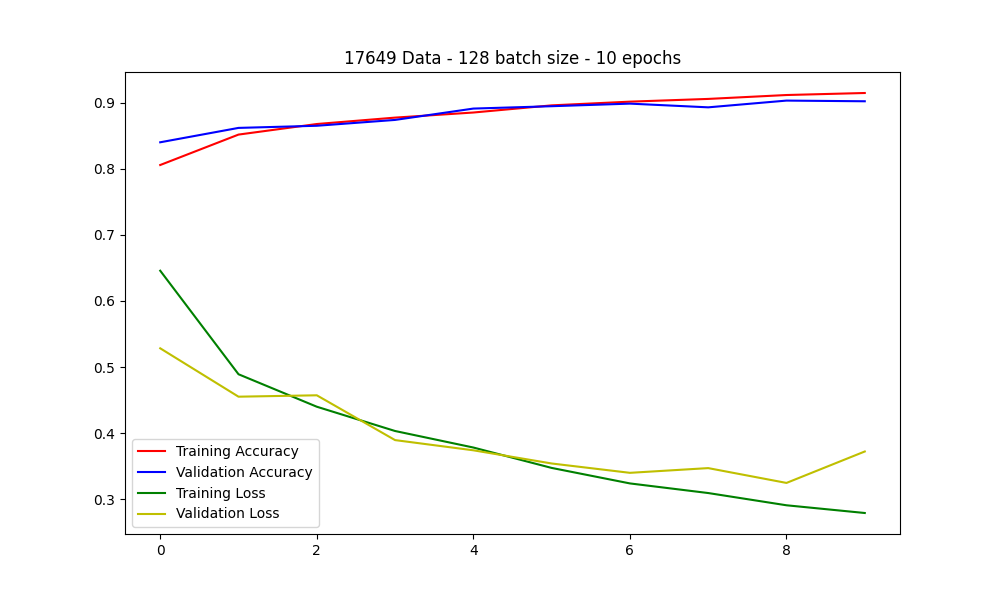 17649 Data - 128 batch size - 10 epochs
0.9
0.8
0.7
0.6
0.5
0.4
0.3
Training Accuracy
Validation Accuracy
Training Loss
Validation Loss
0 2 4 6 8